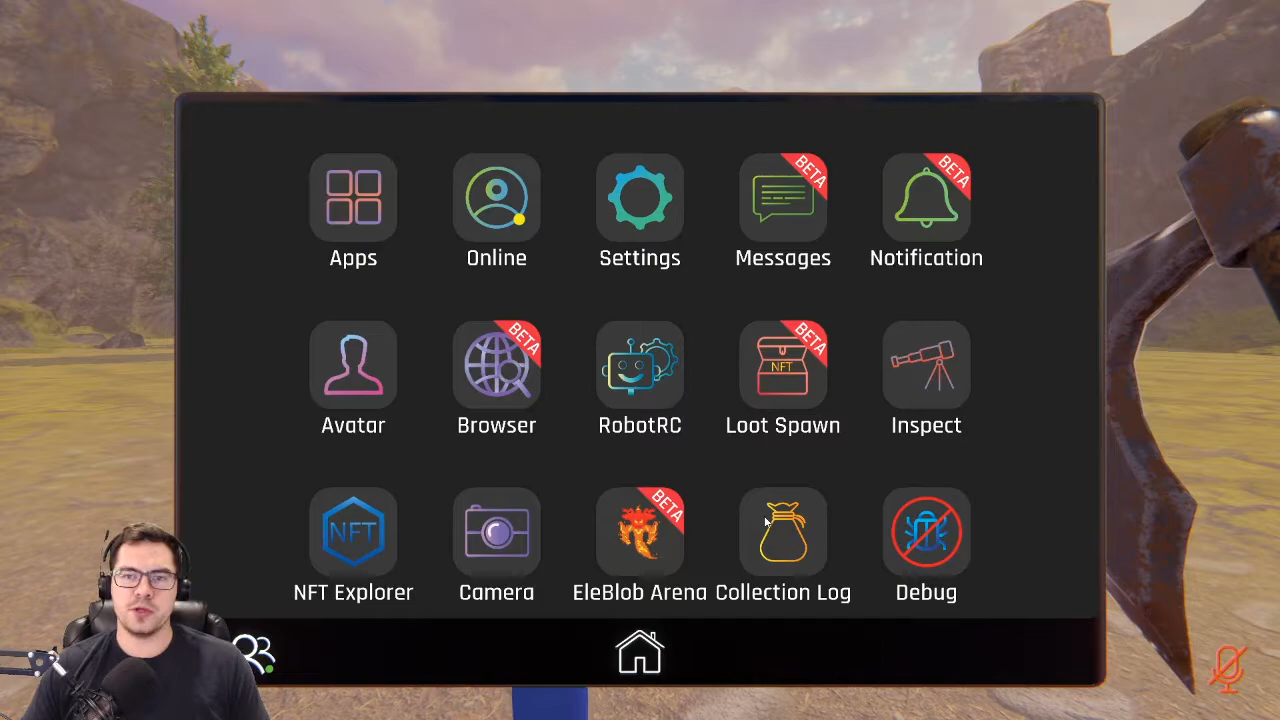 BETA
BETA
Apps
Online
Settings
Messages
Notification
BETA
NFT
BETA
Avatar
Browser
RobotRC
Loot Spawn
Inspect
NFT
BETA
NFT Explorer
Camera
EleBlob Arena
Collection Log
Debug